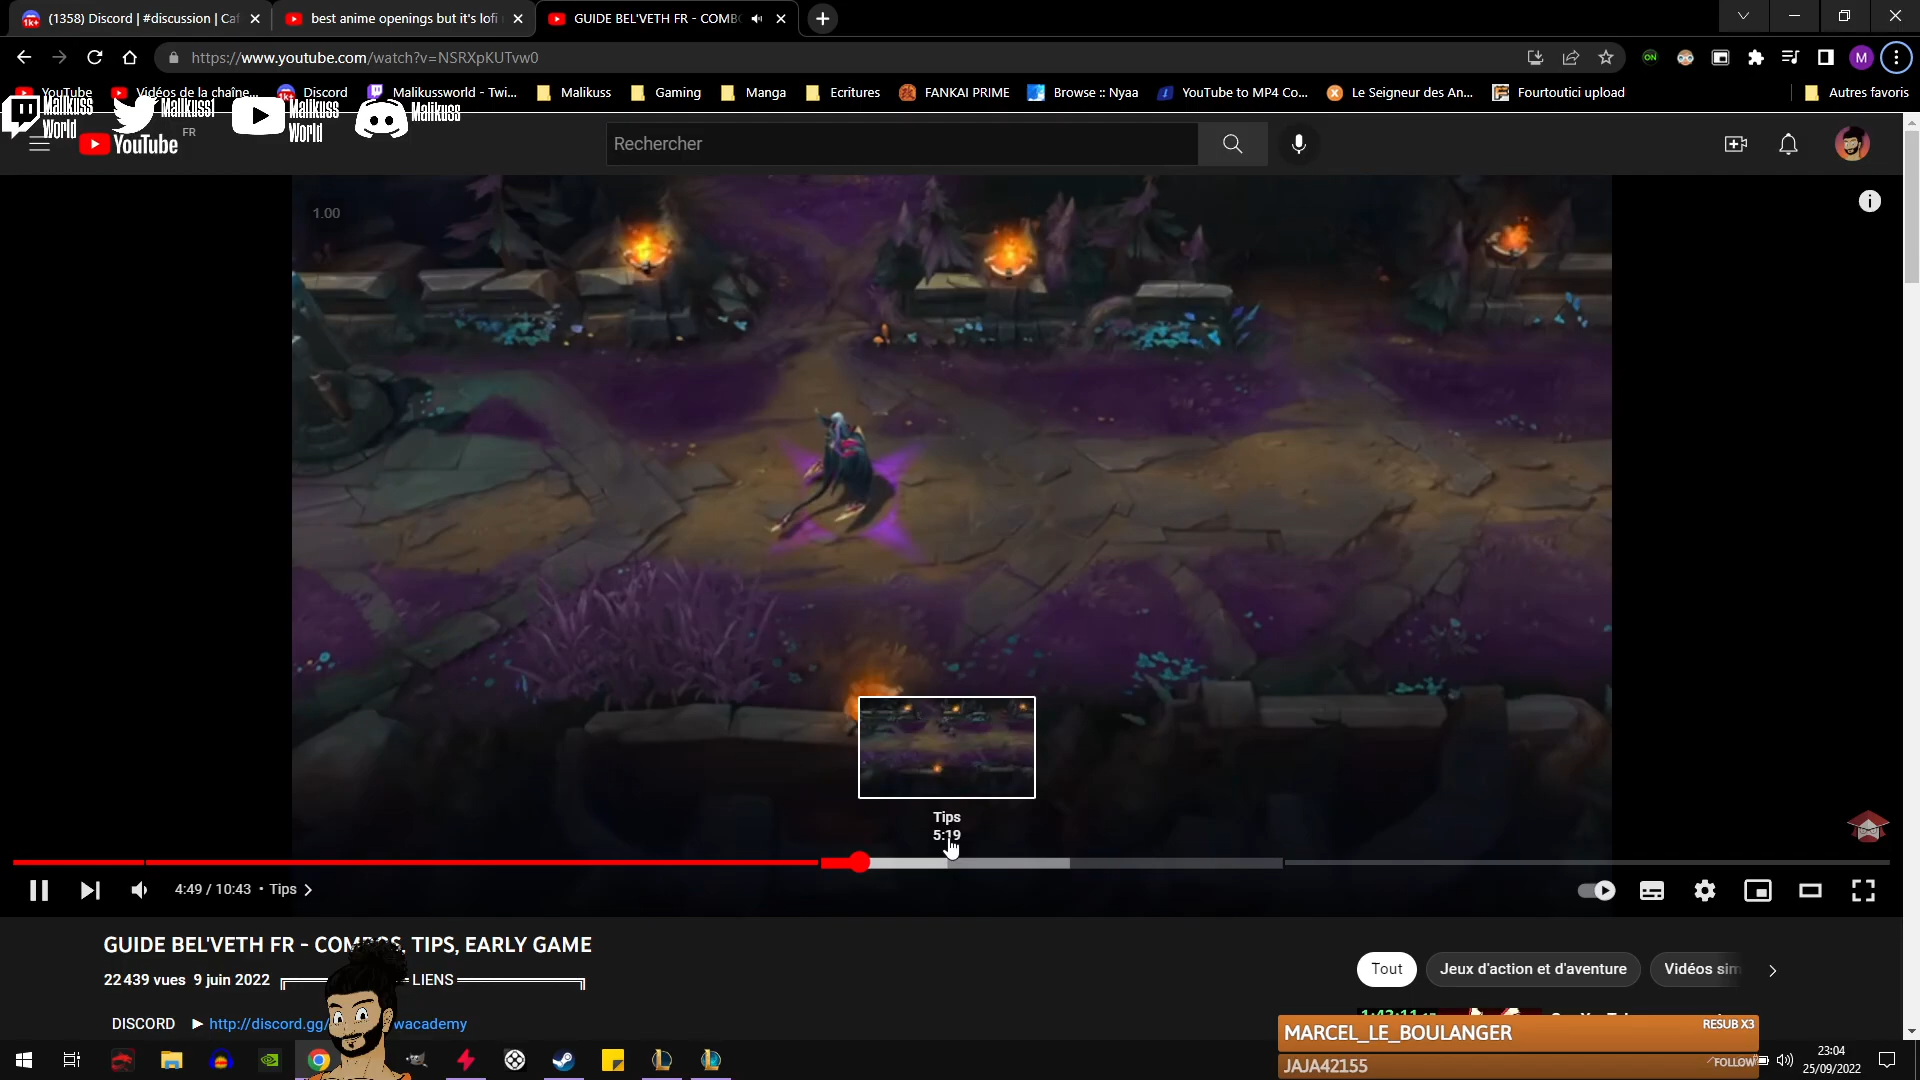 (1358) Discord | #discussion | Caf
best anime openings but it's lofi
GUIDE BEL'VETH FR - COMBO
https://www.youtube.com/watch?v=NSRXpKUTvw0
ON
M
YouTube
Vidéos de la chaîne...
Discord
Malikussworld - Twi...
Malikuss
Gaming
Manga
Ecritures
FANKAI PRIME
Browse :: Nyaa
YouTube to MP4 Co...
Le Seigneur des An...
Fourtoutici upload
Autres favoris
Malikuss World
Malikuss1
Malikuss World
Malikuss
YouTube FR
Rechercher
1.00
Tips
5:19
4:49 / 10:43 • Tips
GUIDE BEL'VETH FR - COMBOS, TIPS, EARLY GAME
22 439 vues 9 juin 2022 ╔═══ LIENS ═══╗
DISCORD ► http://discord.gg/ wacademy
Tout
Jeux d'action et d'aventure
Vidéos sim
MARCEL_LE_BOULANGER
RESUB X3
JAJA42155
FOLLOW
23:04
25/09/2022